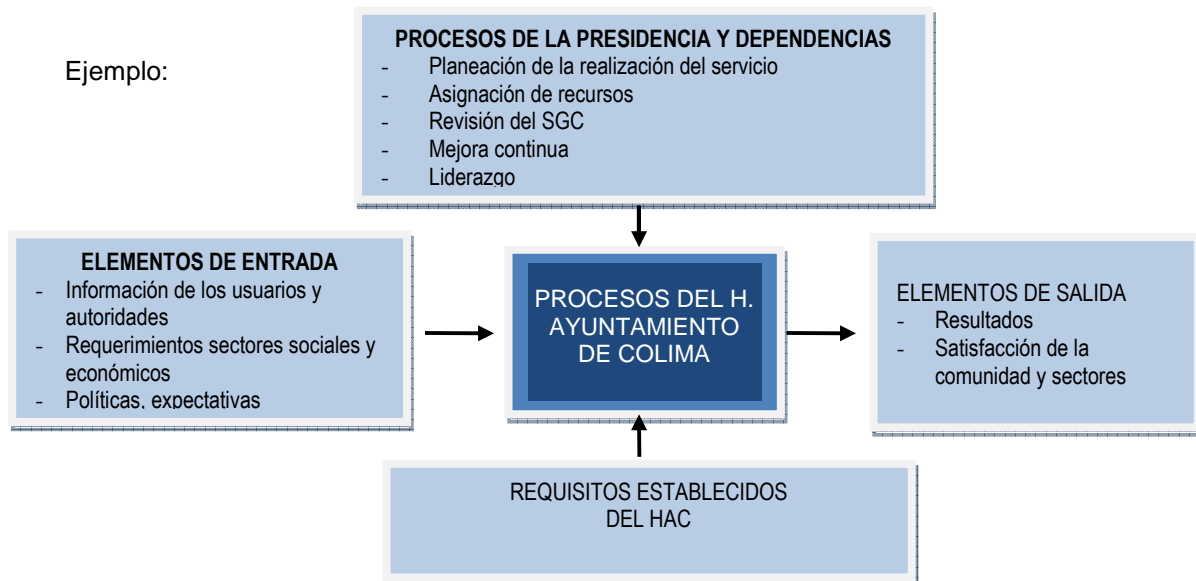 Ejemplo:
PROCESOS DE LA PRESIDENCIA Y DEPENDENCIAS
- Planeación de la realización del servicio
- Asignación de recursos
- Revisión del SGC
- Mejora continua
- Liderazgo
ELEMENTOS DE ENTRADA
- Información de los usuarios y
autoridades
- Requerimientos sectores sociales y
económicos
- Políticas, expectativas
PROCESOS DEL H.
AYUNTAMIENTO
DE COLIMA
ELEMENTOS DE SALIDA
- Resultados
- Satisfacción de la
comunidad y sectores
REQUISITOS ESTABLECIDOS
DEL HAC